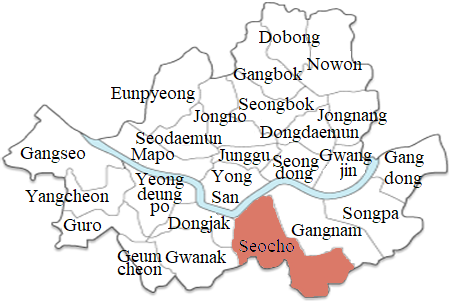 Dobong
Nowon
Gangbok
Eunpyeong
Seongbok
Jongno
Jongnang
Dongdaemun
Seodaemun
Gangseo
Mapo
Junggu
Seong
dong
Gwang
jin
Gang
dong
Yangcheon
Yeong
deung
po
Yong
San
Songpa
Guro
Dongjak
Gangnam
Seocho
Geum
cheon
Gwanak